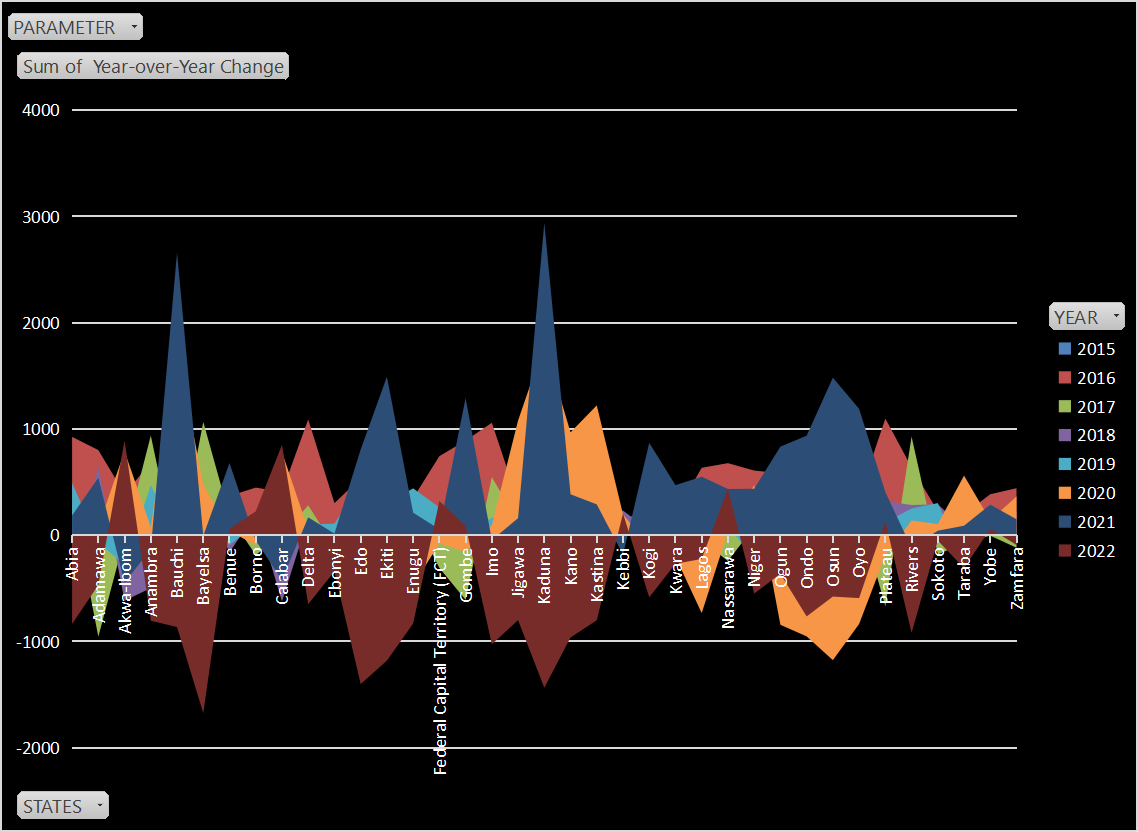 PARAMETER
Sum of  Year-over-Year Change
4000
3000
2000
1000
0
-1000
-2000
Abia
Adamawa
Akwa-Ibom
Anambra
Bauchi
Bayelsa
Benue
Borno
Calabar
Delta
Ebonyi
Edo
Ekiti
Enugu
Federal Capital Territory (FCT)
Gombe
Imo
Jigawa
Kaduna
Kano
Kastina
Kebbi
Kogi
Kwara
Lagos
Nassarawa
Niger
Ogun
Ondo
Osun
Oyo
Plateau
Rivers
Sokoto
Taraba
Yobe
Zamfara
YEAR
2015
2016
2017
2018
2019
2020
2021
2022
STATES